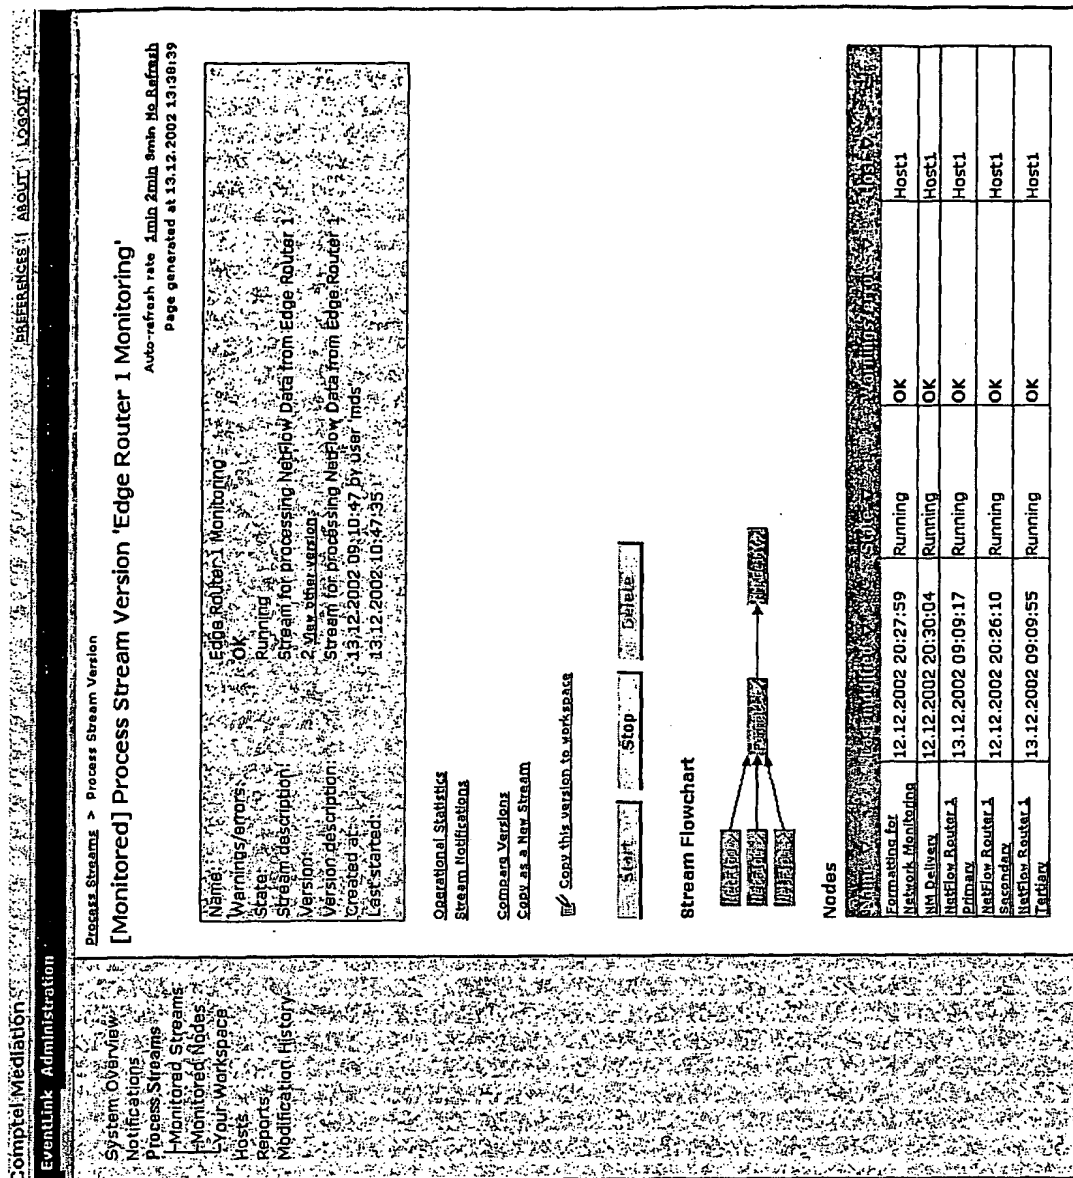 Comptel Mediation
PREFERENCES | ABOUT | LOGOUT
EventLink Administration
System Overview
Notifications
Process Streams
Monitored Streams
Monitored Nodes
Your Workspace
Hosts
Reports
Modification History
Process Streams > Process Stream Version
[Monitored] Process Stream Version 'Edge Router 1 Monitoring'
Auto-refresh rate 1min 2min 5min No Refresh
Page generated at 13.12.2002 13:38:39
Name: Edge Router 1 Monitoring
Warnings/errors: OK
State: Running
Stream description: Stream for processing NetFlow Data from Edge Router 1
Version: 2 View other version
Version description: Stream for processing NetFlow Data from Edge Router 1
Created at: 13.12.2002 09:10:47 by user 'mds'
Last started: 13.12.2002 10:47:35
Operational Statistics
Stream Notifications
Compare Versions
Copy as a New Stream
Copy this version to workspace
Start Stop Delete
Stream Flowchart
Nodes
Name State Warnings/errors Host
Formatting for Network Monitoring 12.12.2002 20:27:59 Running OK Host1
NM Delivery 12.12.2002 20:30:04 Running OK Host1
NetFlow Router 1 Primary 13.12.2002 09:09:17 Running OK Host1
NetFlow Router 1 Secondary 12.12.2002 20:26:10 Running OK Host1
NetFlow Router 1 Tertiary 13.12.2002 09:09:55 Running OK Host1